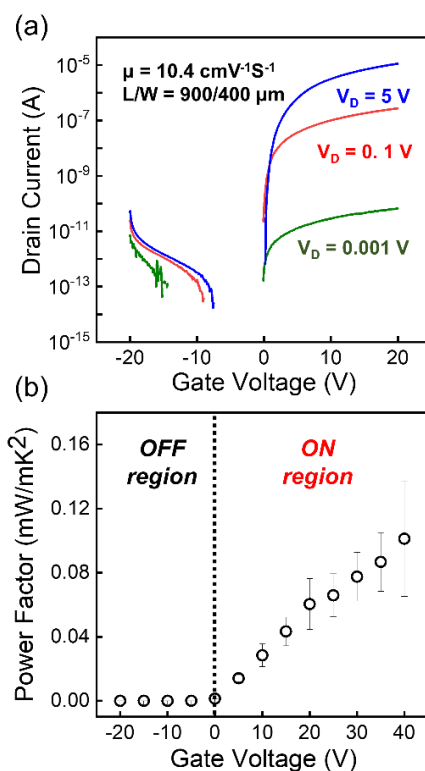 (a)
10⁻⁵
10⁻⁷
10⁻⁹
10⁻¹¹
10⁻¹³
10⁻¹⁵
Drain Current (A)
μ = 10.4 cmV⁻¹S⁻¹
L/W = 900/400 μm
V_D = 5 V
V_D = 0. 1 V
V_D = 0.001 V
-20 -10 0 10 20
Gate Voltage (V)
(b)
0.16
0.12
0.08
0.04
0.00
Power Factor (mW/mK²)
OFF
region
ON
region
-20 -10 0 10 20 30 40
Gate Voltage (V)